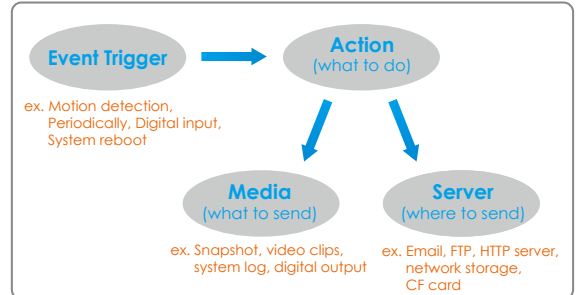 Event Trigger
Action
(what to do)
ex. Motion detection,
Periodically, Digital input,
System reboot
Media
(what to send)
Server
(where to send)
ex. Snapshot, video clips,
system log, digital output
ex. Email, FTP, HTTP server,
network storage,
CF card